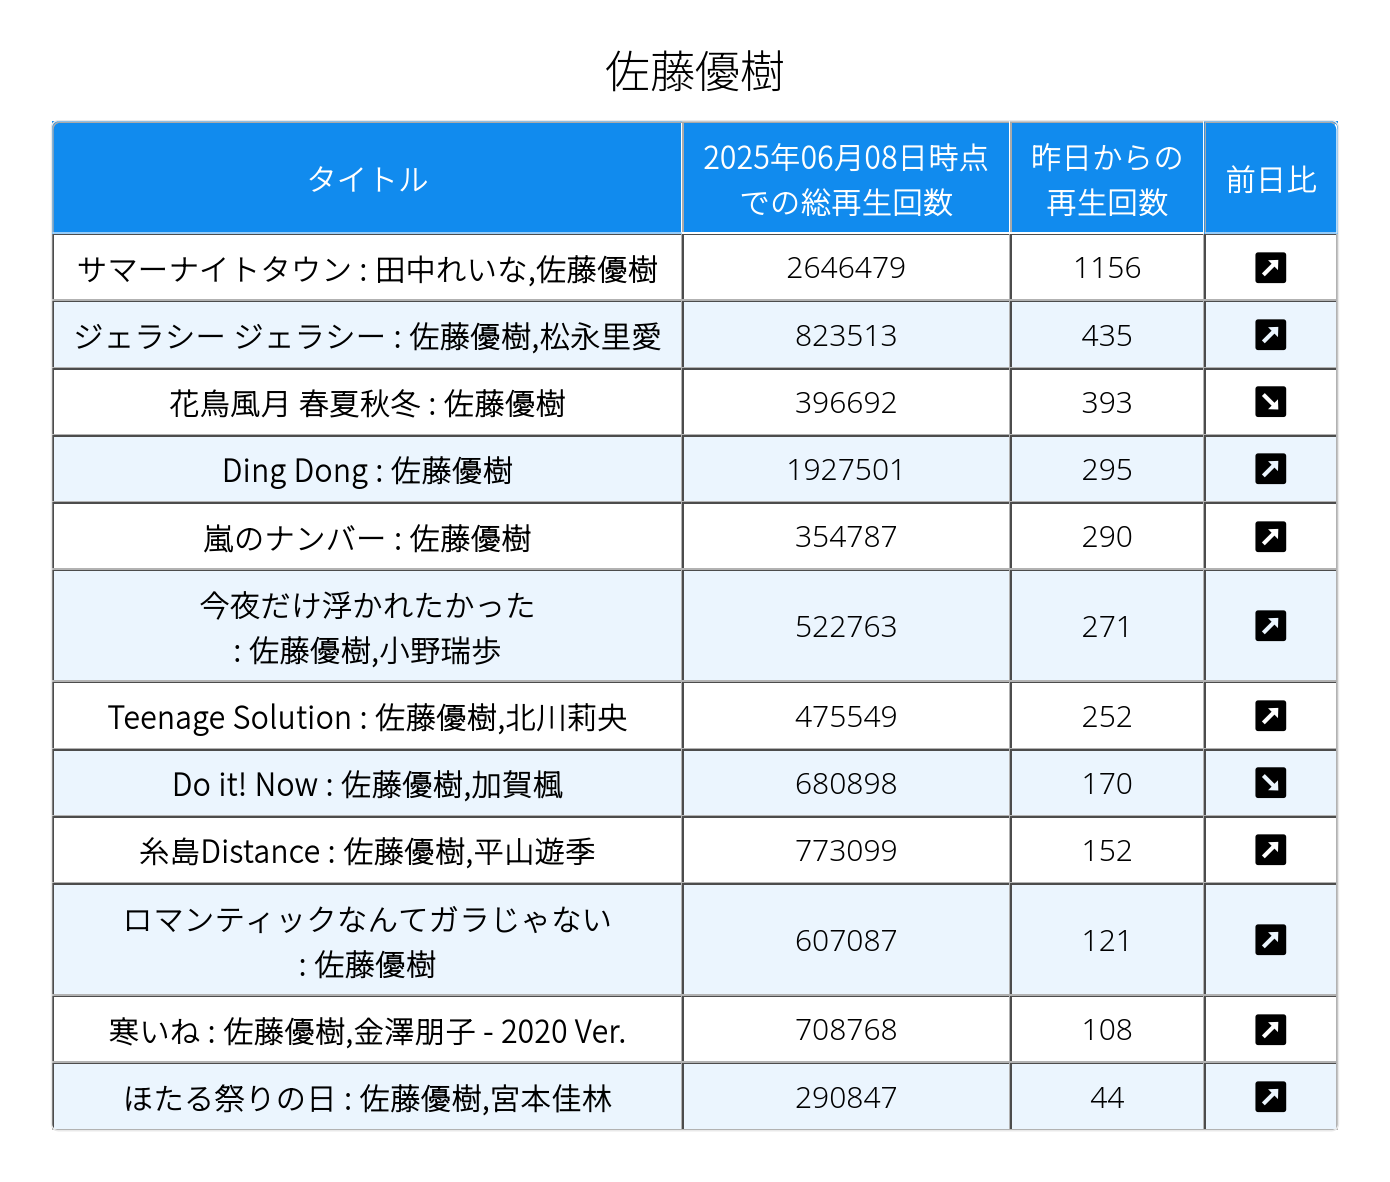 佐藤優樹
タイトル
2025年06月08日時点
での総再生回数
昨日からの
再生回数
前日比
サマーナイトタウン : 田中れいな,佐藤優樹 2646479 1156
ジェラシー ジェラシー : 佐藤優樹,松永里愛 823513 435
花鳥風月 春夏秋冬 : 佐藤優樹 396692 393
Ding Dong : 佐藤優樹 1927501 295
嵐のナンバー : 佐藤優樹 354787 290
今夜だけ浮かれたかった
: 佐藤優樹,小野瑞歩 522763 271
Teenage Solution : 佐藤優樹,北川莉央 475549 252
Do it! Now : 佐藤優樹,加賀楓 680898 170
糸島Distance : 佐藤優樹,平山遊季 773099 152
ロマンティックなんてガラじゃない
: 佐藤優樹 607087 121
寒いね : 佐藤優樹,金澤朋子 - 2020 Ver. 708768 108
ほたる祭りの日 : 佐藤優樹,宮本佳林 290847 44